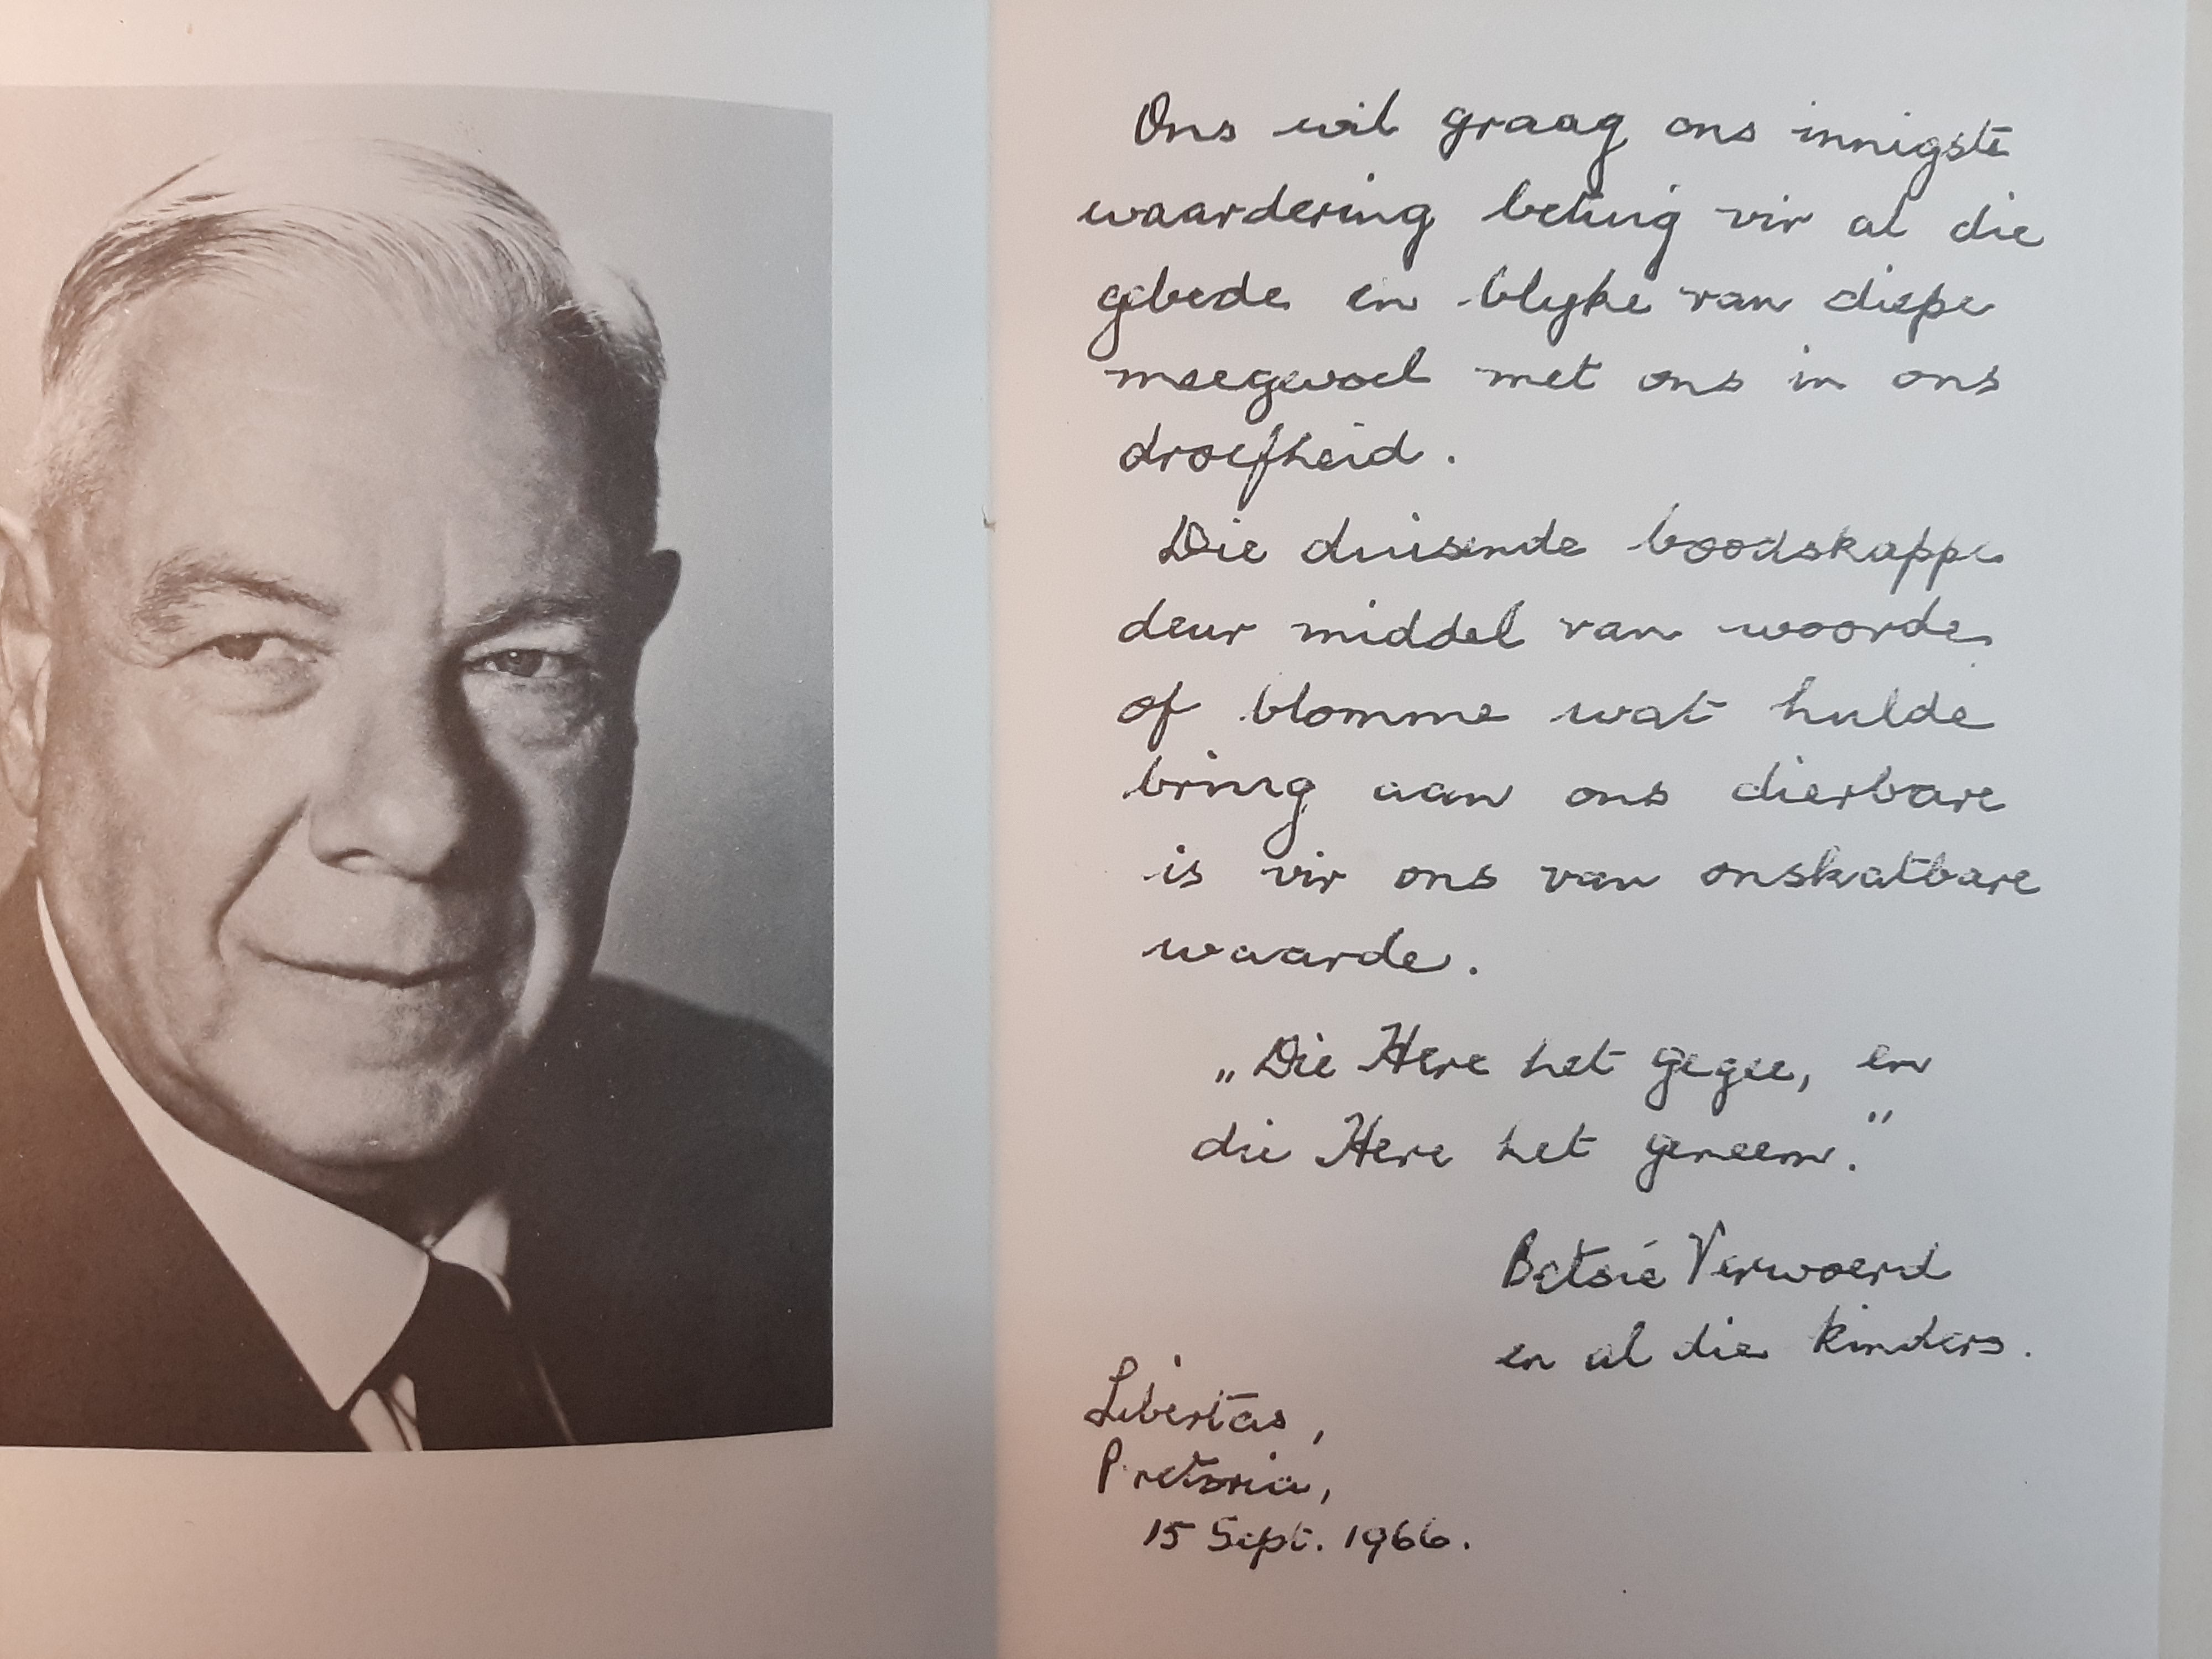 Ons wil graag ons innigste
waardering betuig vir al die
gebede en blyke van diepe
meegevoel met ons in ons
droefheid.
Die duisende boodskappe
deur middel van woorde
of blomme wat hulde
bring aan ons dierbare
is vir ons van onskatbare
waarde.
„Die Here het gegee, en
die Here het geneem.”
Betsie Verwoerd
en al die kinders.
Libertas,
Pretoria,
15 Sept. 1966.